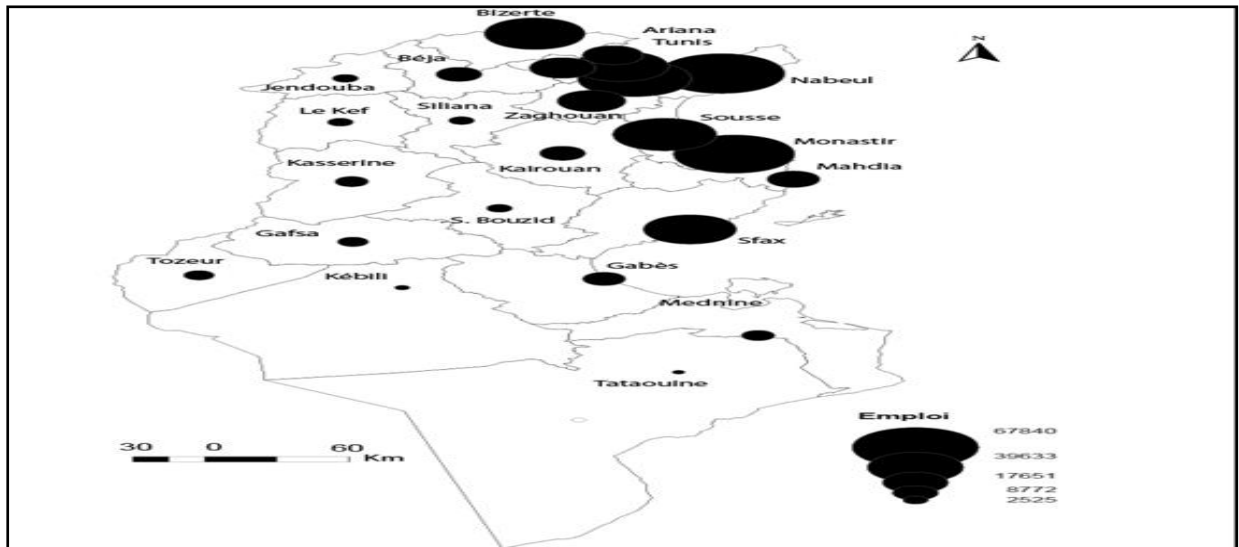 Bizerte
Ariana
Tunis
N
Béja
Nabeul
Jendouba
Le Kef
Siliana
Zaghouan
Sousse
Monastir
Kasserine
Kairouan
Mahdia
S. Bouzid
Gafsa
Sfax
Tozeur
Kébili
Gabès
Mednine
Tataouine
Emploi
67840
39633
17651
8772
2525
30 0 60
Km